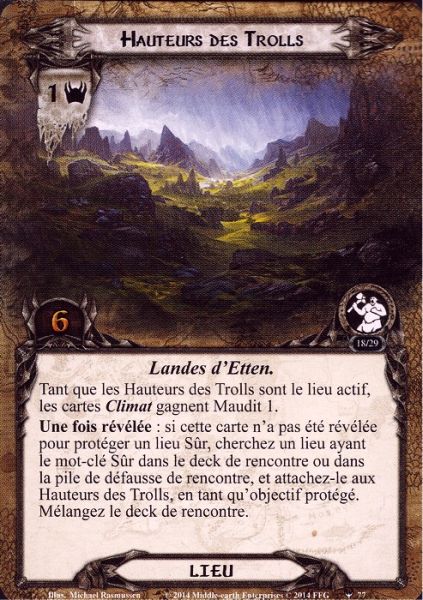 Hauteurs des Trolls
1
6
18/29
Landes d'Etten.
Tant que les Hauteurs des Trolls sont le lieu actif,
les cartes Climat gagnent Maudit 1.
Une fois révélée : si cette carte n'a pas été révélée
pour protéger un lieu Sûr, cherchez un lieu ayant
le mot-clé Sûr dans le deck de rencontre ou dans
la pile de défausse de rencontre, et attachez-le aux
Hauteurs des Trolls, en tant qu'objectif protégé.
Mélangez le deck de rencontre.
LIEU
Illus. Michael Rasmussen © 2014 Middle-earth Enterprises © 2014 FFG 77